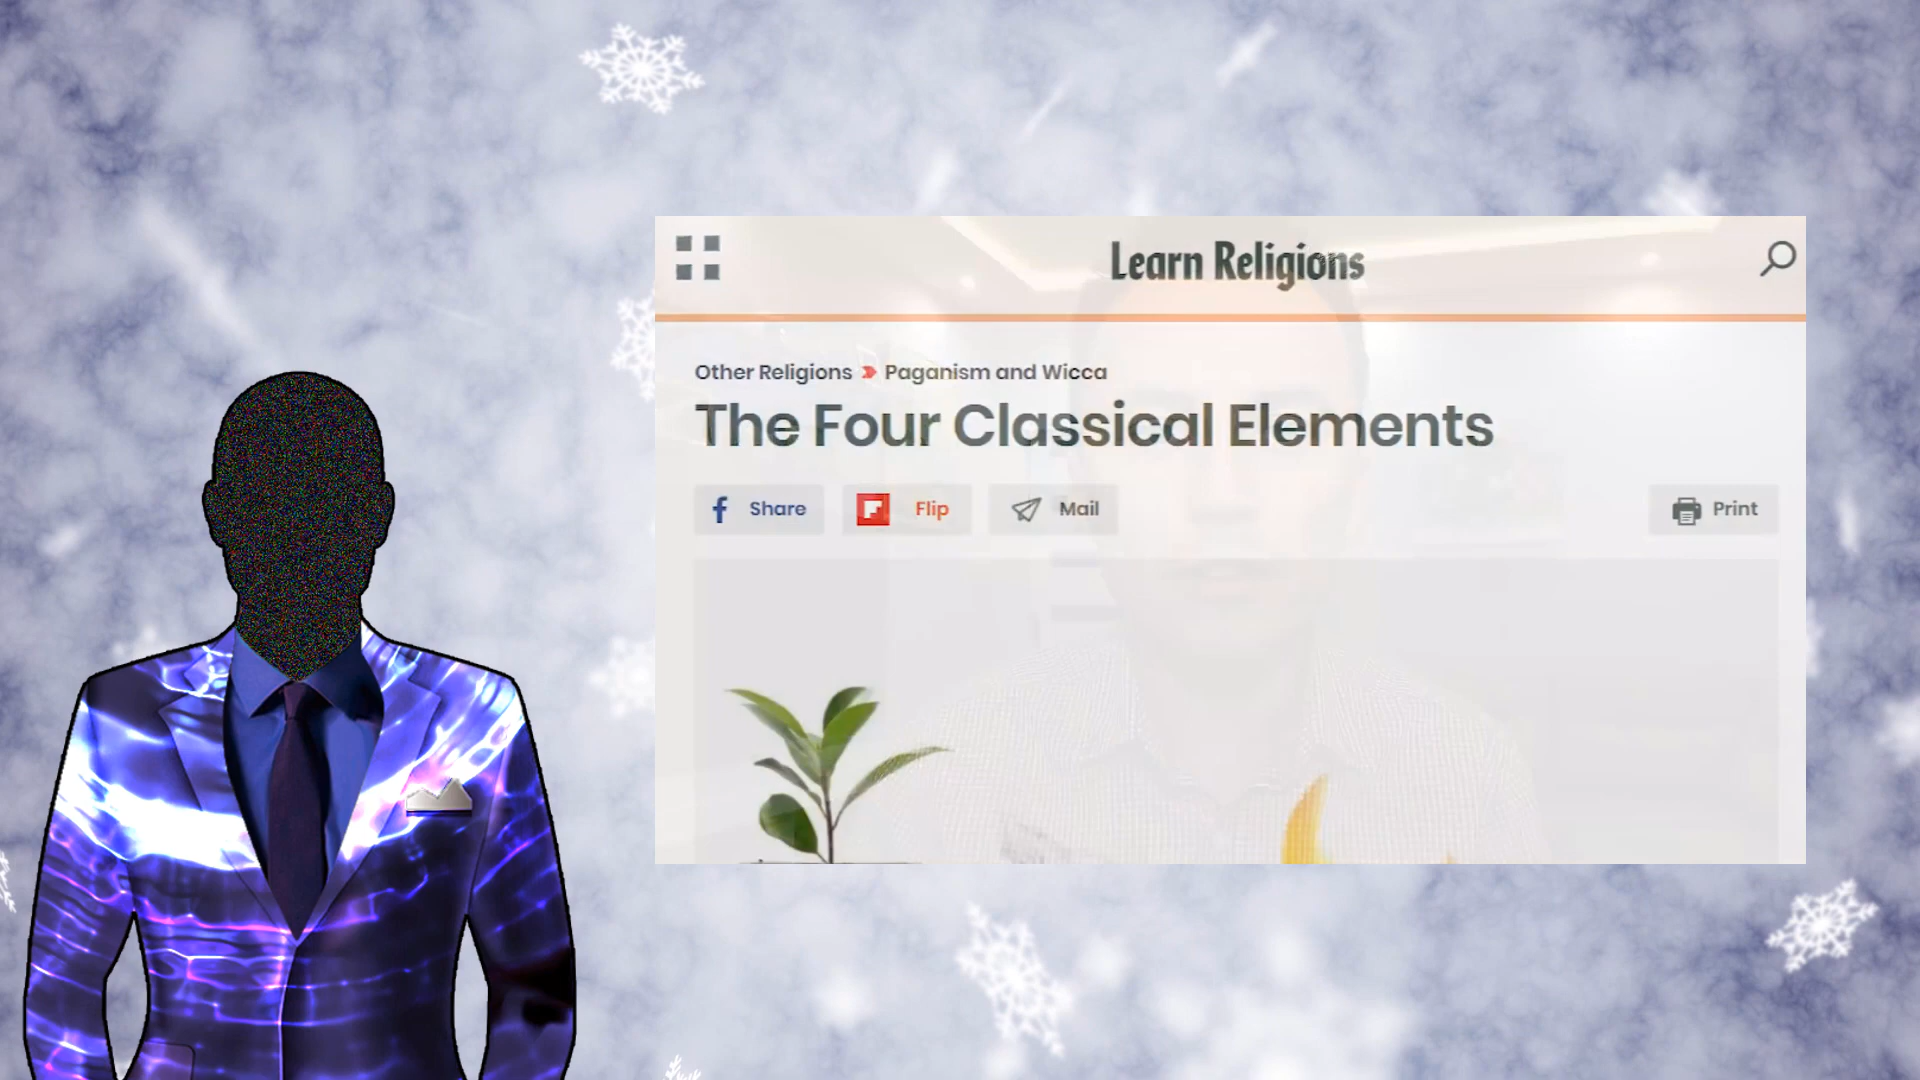 Learn Religions
Other Religions Paganism and Wicca
The Four Classical Elements
Share Flip Mail Print